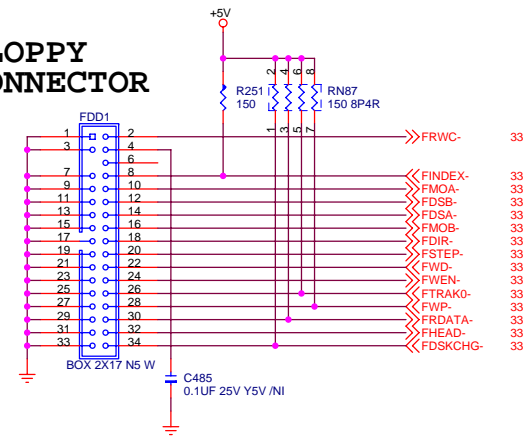 +5V
LOPPY
ONNECTOR
R251
150
2 4 6 8
RN87
150 8P4R
1 3 5 7
FDD1
1 2 FRWC- 33
3 4
6
7 8 FINDEX- 33
9 10 FMOA- 33
11 12 FDSB- 33
13 14 FDSA- 33
15 16 FMOB- 33
17 18 FDIR- 33
19 20 FSTEP- 33
21 22 FWD- 33
23 24 FWEN- 33
25 26 FTRAK0- 33
27 28 FWP- 33
29 30 FRDATA- 33
31 32 FHEAD- 33
33 34 FDSKCHG- 33
BOX 2X17 N5 W
C485
0.1UF 25V Y5V /NI